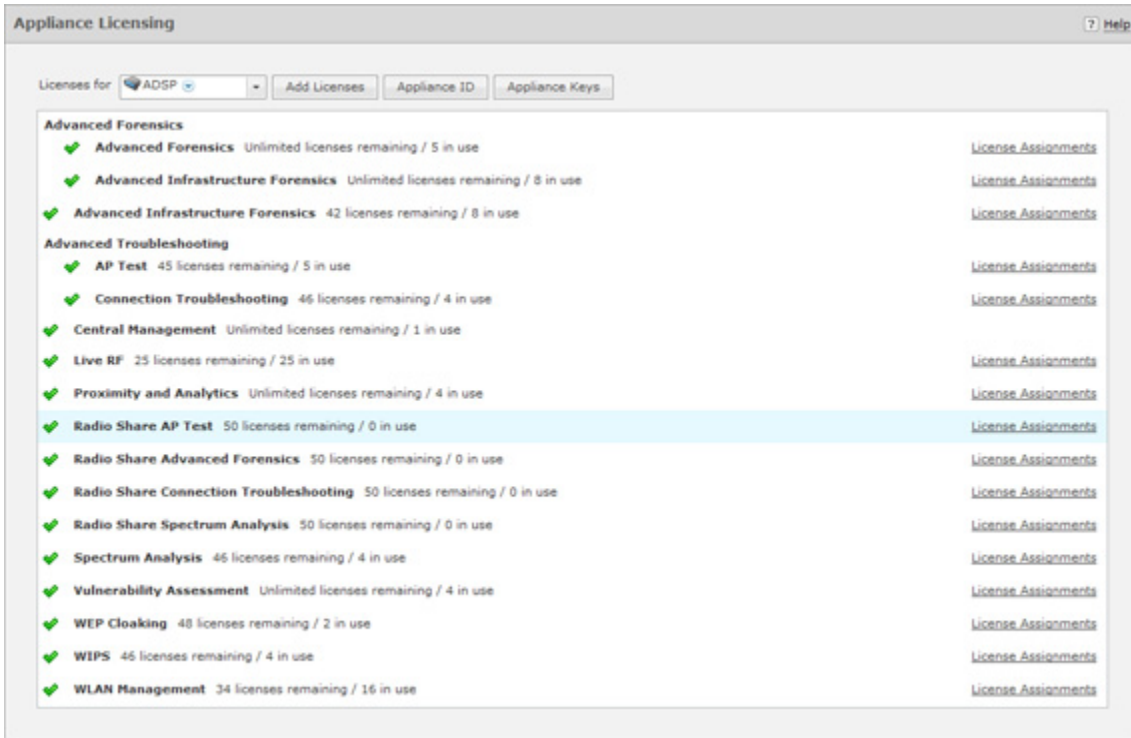 Appliance Licensing ? Help
Licenses for ADSP Add Licenses Appliance ID Appliance Keys
Advanced Forensics
Advanced Forensics Unlimited licenses remaining / 5 in use License Assignments
Advanced Infrastructure Forensics Unlimited licenses remaining / 8 in use License Assignments
Advanced Infrastructure Forensics 42 licenses remaining / 8 in use License Assignments
Advanced Troubleshooting
AP Test 45 licenses remaining / 5 in use License Assignments
Connection Troubleshooting 46 licenses remaining / 4 in use License Assignments
Central Management Unlimited licenses remaining / 1 in use
Live RF 25 licenses remaining / 25 in use License Assignments
Proximity and Analytics Unlimited licenses remaining / 4 in use License Assignments
Radio Share AP Test 50 licenses remaining / 0 in use License Assignments
Radio Share Advanced Forensics 50 licenses remaining / 0 in use License Assignments
Radio Share Connection Troubleshooting 50 licenses remaining / 0 in use License Assignments
Radio Share Spectrum Analysis 50 licenses remaining / 0 in use License Assignments
Spectrum Analysis 46 licenses remaining / 4 in use License Assignments
Vulnerability Assessment Unlimited licenses remaining / 4 in use License Assignments
WEP Cloaking 48 licenses remaining / 2 in use License Assignments
WIPS 46 licenses remaining / 4 in use License Assignments
WLAN Management 34 licenses remaining / 16 in use License Assignments